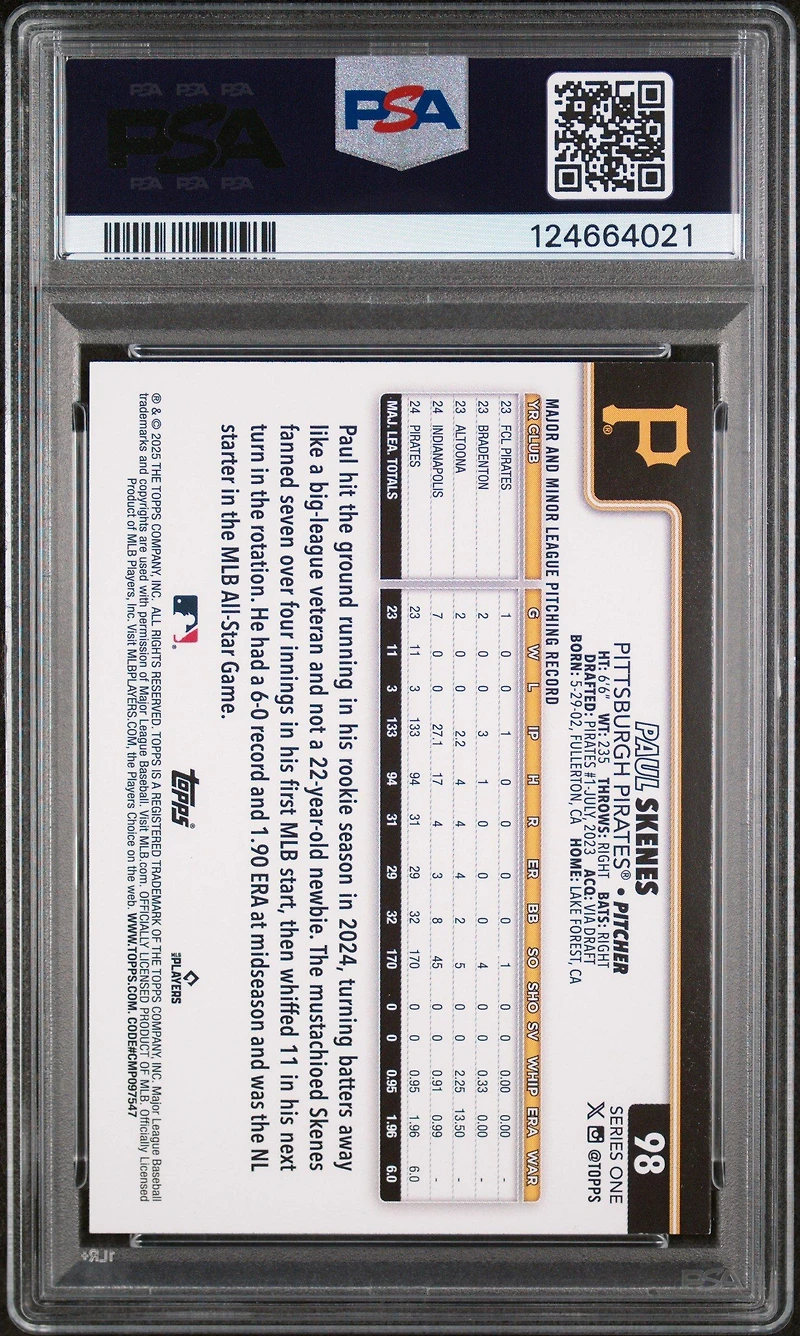 PSA PSA PSA
PSA
PSA PSA PSA
PSA
124664021
P®
98
SERIES ONE
X @TOPPS
PAUL SKENES
PITTSBURGH PIRATES® • PITCHER
HT: 6'6" WT: 235 THROWS: RIGHT BATS: RIGHT
DRAFTED: PIRATES #1-JULY, 2023 ACQ: VIA DRAFT
BORN: 5-29-02, FULLERTON, CA HOME: LAKE FOREST, CA
MAJOR AND MINOR LEAGUE PITCHING RECORD
YR CLUB G W L IP H R ER BB SO SHO SV WHIP ERA WAR
23 FCL PIRATES 1 0 0 1 0 0 0 0 1 0 0 0.00 0.00 -
23 BRADENTON 2 0 0 3 1 0 0 0 4 0 0 0.33 0.00 -
23 ALTOONA 2 0 0 2.2 4 4 4 2 5 0 0 2.25 13.50 -
24 INDIANAPOLIS 7 0 0 27.1 17 4 3 8 45 0 0 0.91 0.99 -
24 PIRATES 23 11 3 133 94 31 29 32 170 0 0 0.95 1.96 6.0
MAJ. LEA. TOTALS 23 11 3 133 94 31 29 32 170 0 0 0.95 1.96 6.0
Paul hit the ground running in his rookie season in 2024, turning batters away
like a big-league veteran and not a 22-year-old newbie. The mustachioed Skenes
fanned seven over four innings in his first MLB start, then whiffed 11 in his next
turn in the rotation. He had a 6-0 record and 1.90 ERA at midseason and was the NL
starter in the MLB All-Star Game.
topps®
PLAYERS
® & © 2025 THE TOPPS COMPANY, INC. ALL RIGHTS RESERVED. TOPPS IS A REGISTERED TRADEMARK OF THE TOPPS COMPANY, INC. Major League Baseball
trademarks and copyrights are used with permission of Major League Baseball. Visit MLB.com. OFFICIALLY LICENSED PRODUCT OF MLB. Officially Licensed
Product of MLB Players, Inc. Visit MLBPLAYERS.COM, the Players Choice on the web. WWW.TOPPS.COM. CODE#CMP097547
1LR+
PSA